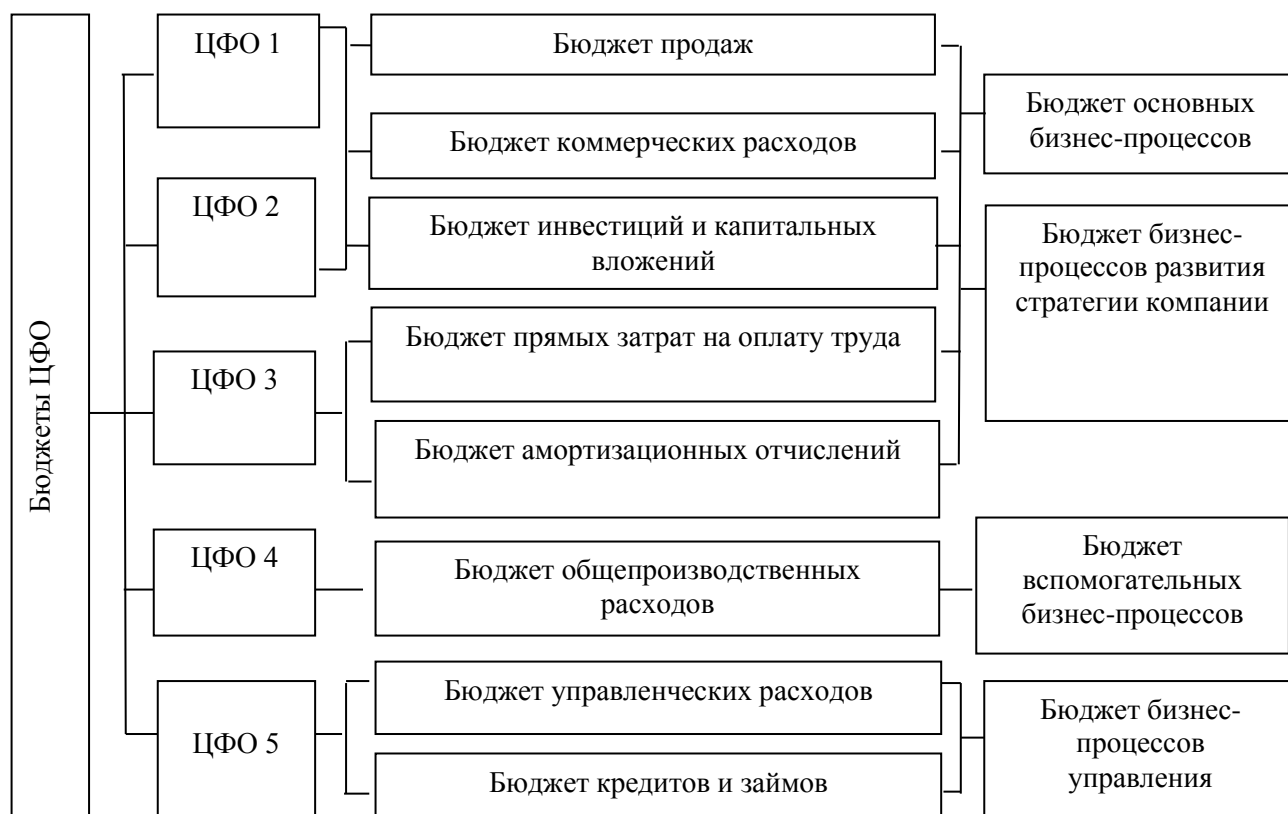 Бюджеты ЦФО
ЦФО 1
ЦФО 2
ЦФО 3
ЦФО 4
ЦФО 5
Бюджет продаж
Бюджет коммерческих расходов
Бюджет инвестиций и капитальных
вложений
Бюджет прямых затрат на оплату труда
Бюджет амортизационных отчислений
Бюджет общепроизводственных
расходов
Бюджет управленческих расходов
Бюджет кредитов и займов
Бюджет основных
бизнес-процессов
Бюджет бизнес-
процессов развития
стратегии компании
Бюджет
вспомогательных
бизнес-процессов
Бюджет бизнес-
процессов
управления